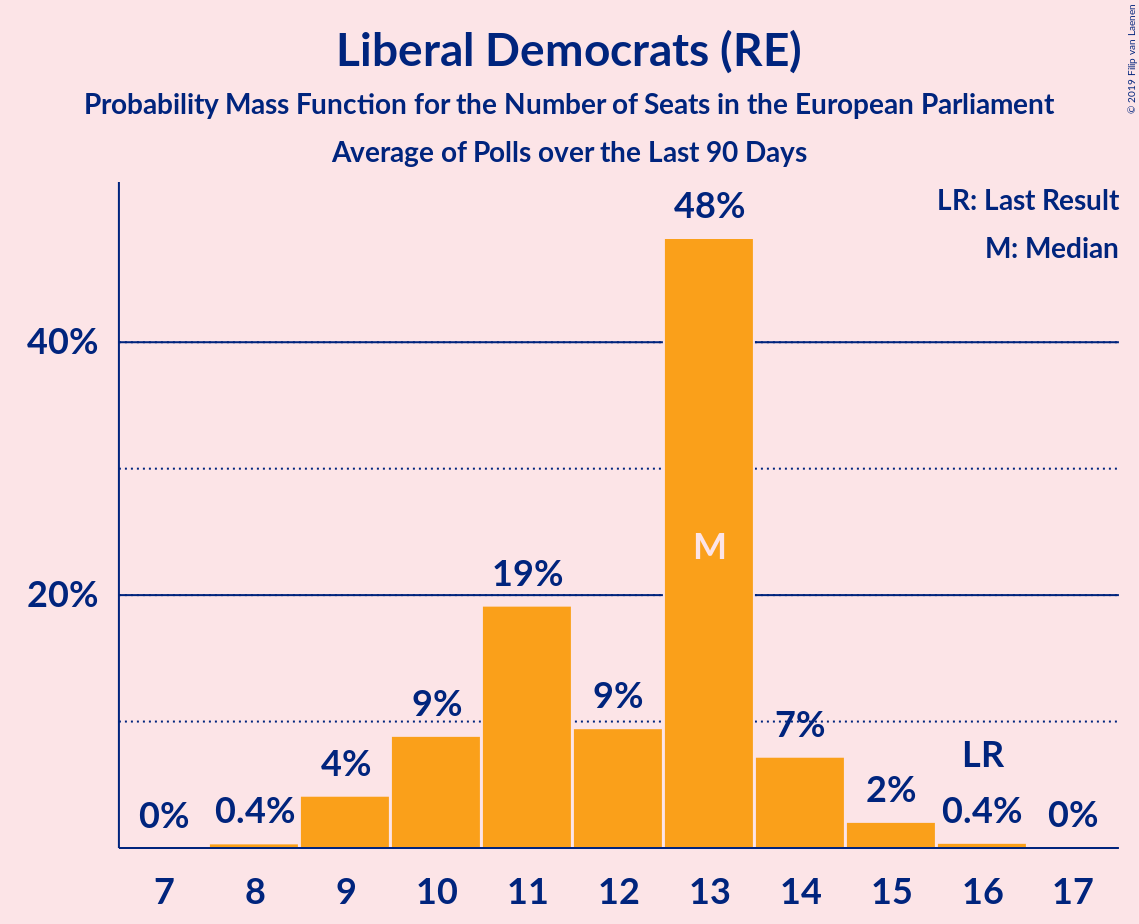 Liberal Democrats (RE)
Probability Mass Function for the Number of Seats in the European Parliament
Average of Polls over the Last 90 Days
© 2019 Filip van Laenen
LR: Last Result
M: Median
40%
20%
0%
0.4%
4%
9%
19%
9%
48%
M
7%
2%
LR
0.4%
0%
7 8 9 10 11 12 13 14 15 16 17